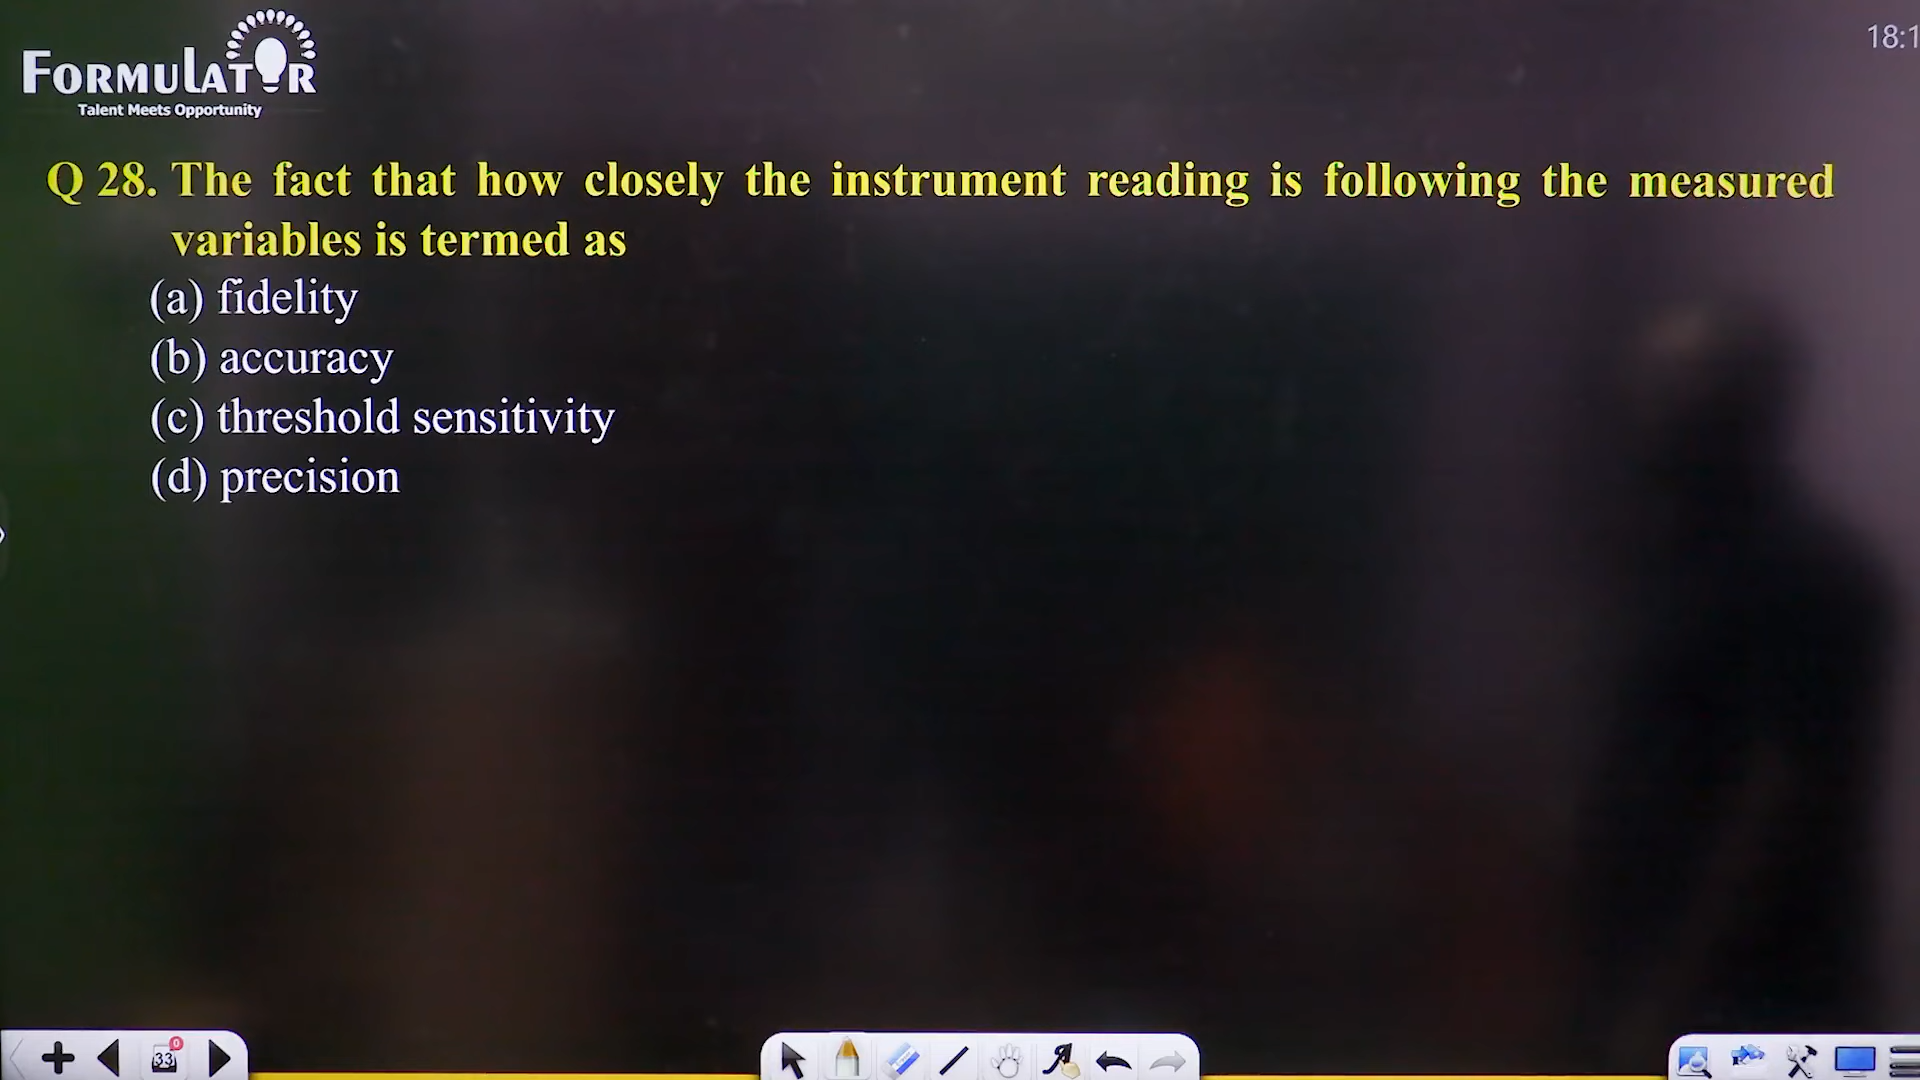 FORMULATOR
Talent Meets Opportunity
18:1
Q 28. The fact that how closely the instrument reading is following the measured
variables is termed as
(a) fidelity
(b) accuracy
(c) threshold sensitivity
(d) precision
33
0